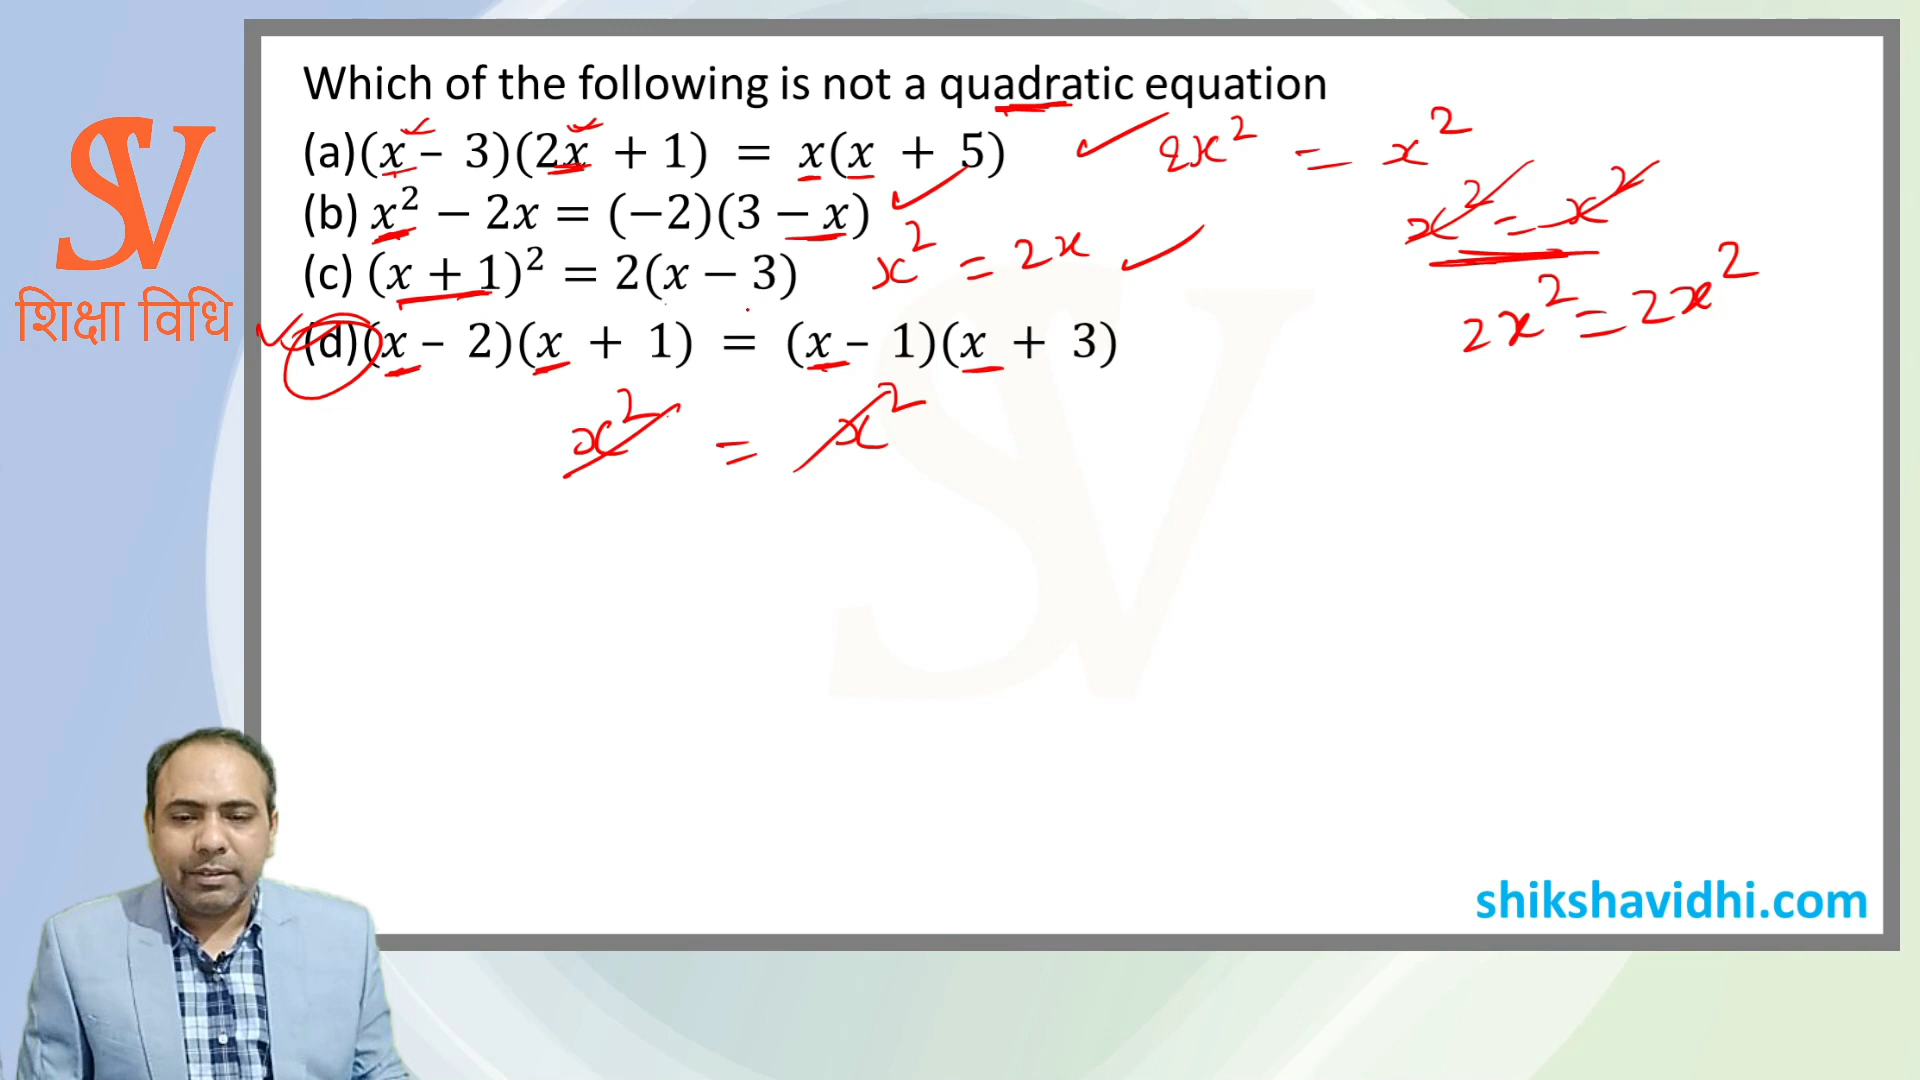 Which of the following is not a quadratic equation
(a)(x – 3)(2x + 1) = x(x + 5)
2x² = x²
(b) x² − 2x = (−2)(3 − x)
x² = x²
(c) (x + 1)² = 2(x − 3)
x² = 2x
2x² = 2x²
(d)(x – 2)(x + 1) = (x – 1)(x + 3)
x² = x²
SV
शिक्षा विधि
shikshavidhi.com